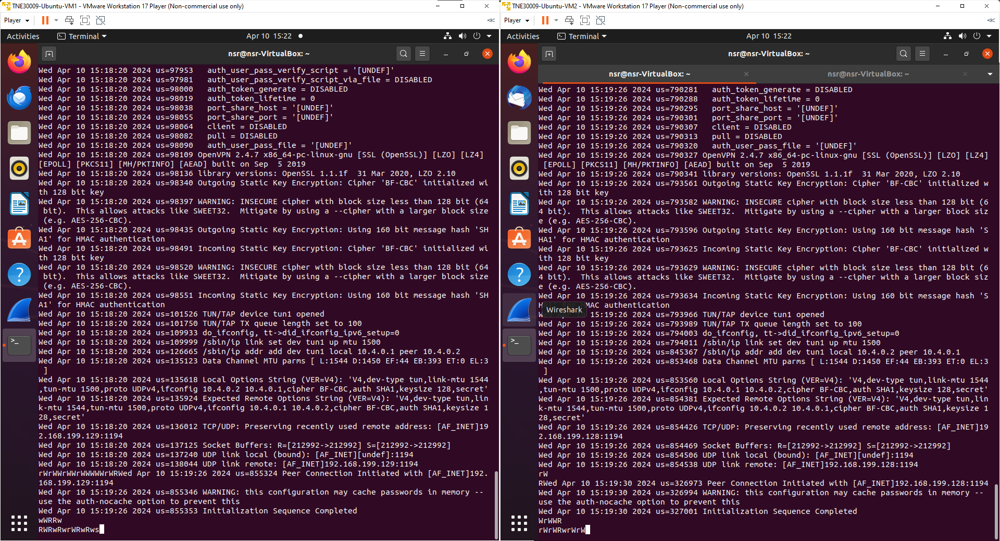 TNE30009-Ubuntu-VM1 - VMware Workstation 17 Player (Non-commercial use only)
Player
Activities
Terminal
Apr 10 15:22
nsr@nsr-VirtualBox: ~
Wed Apr 10 15:18:20 2024 us=97953   auth_user_pass_verify_script = '[UNDEF]'
Wed Apr 10 15:18:20 2024 us=97981   auth_user_pass_verify_script_via_file = DISABLED
Wed Apr 10 15:18:20 2024 us=98000   auth_token_generate = DISABLED
Wed Apr 10 15:18:20 2024 us=98019   auth_token_lifetime = 0
Wed Apr 10 15:18:20 2024 us=98038   port_share_host = '[UNDEF]'
Wed Apr 10 15:18:20 2024 us=98055   port_share_port = '[UNDEF]'
Wed Apr 10 15:18:20 2024 us=98064   client = DISABLED
Wed Apr 10 15:18:20 2024 us=98082   pull = DISABLED
Wed Apr 10 15:18:20 2024 us=98090   auth_user_pass_file = '[UNDEF]'
Wed Apr 10 15:18:20 2024 us=98109 OpenVPN 2.4.7 x86_64-pc-linux-gnu [SSL (OpenSSL)] [LZO] [LZ4]
[EPOLL] [PKCS11] [MH/PKTINFO] [AEAD] built on Sep  5 2019
Wed Apr 10 15:18:20 2024 us=98136 library versions: OpenSSL 1.1.1f  31 Mar 2020, LZO 2.10
Wed Apr 10 15:18:20 2024 us=98340 Outgoing Static Key Encryption: Cipher 'BF-CBC' initialized wi
th 128 bit key
Wed Apr 10 15:18:20 2024 us=98397 WARNING: INSECURE cipher with block size less than 128 bit (64
 bit).  This allows attacks like SWEET32.  Mitigate by using a --cipher with a larger block size
 (e.g. AES-256-CBC).
Wed Apr 10 15:18:20 2024 us=98435 Outgoing Static Key Encryption: Using 160 bit message hash 'SH
A1' for HMAC authentication
Wed Apr 10 15:18:20 2024 us=98491 Incoming Static Key Encryption: Cipher 'BF-CBC' initialized wi
th 128 bit key
Wed Apr 10 15:18:20 2024 us=98520 WARNING: INSECURE cipher with block size less than 128 bit (64
 bit).  This allows attacks like SWEET32.  Mitigate by using a --cipher with a larger block size
 (e.g. AES-256-CBC).
Wed Apr 10 15:18:20 2024 us=98551 Incoming Static Key Encryption: Using 160 bit message hash 'SH
A1' for HMAC authentication
Wed Apr 10 15:18:20 2024 us=101526 TUN/TAP device tun1 opened
Wed Apr 10 15:18:20 2024 us=101750 TUN/TAP TX queue length set to 100
Wed Apr 10 15:18:20 2024 us=109933 do_ifconfig, tt->did_ifconfig_ipv6_setup=0
Wed Apr 10 15:18:20 2024 us=109999 /sbin/ip link set dev tun1 up mtu 1500
Wed Apr 10 15:18:20 2024 us=126665 /sbin/ip addr add dev tun1 local 10.4.0.1 peer 10.4.0.2
Wed Apr 10 15:18:20 2024 us=135123 Data Channel MTU parms [ L:1544 D:1450 EF:44 EB:393 ET:0 EL:3
 ]
Wed Apr 10 15:18:20 2024 us=135618 Local Options String (VER=V4): 'V4,dev-type tun,link-mtu 1544
,tun-mtu 1500,proto UDPv4,ifconfig 10.4.0.2 10.4.0.1,cipher BF-CBC,auth SHA1,keysize 128,secret'
Wed Apr 10 15:18:20 2024 us=135924 Expected Remote Options String (VER=V4): 'V4,dev-type tun,lin
k-mtu 1544,tun-mtu 1500,proto UDPv4,ifconfig 10.4.0.1 10.4.0.2,cipher BF-CBC,auth SHA1,keysize 1
28,secret'
Wed Apr 10 15:18:20 2024 us=136012 TCP/UDP: Preserving recently used remote address: [AF_INET]19
2.168.199.129:1194
Wed Apr 10 15:18:20 2024 us=137125 Socket Buffers: R=[212992->212992] S=[212992->212992]
Wed Apr 10 15:18:20 2024 us=137240 UDP link local (bound): [AF_INET][undef]:1194
Wed Apr 10 15:18:20 2024 us=138044 UDP link remote: [AF_INET]192.168.199.129:1194
rWrWWrWWrWWWWWrWRWed Apr 10 15:19:26 2024 us=855324 Peer Connection Initiated with [AF_INET]192.
168.199.129:1194
Wed Apr 10 15:19:26 2024 us=855346 WARNING: this configuration may cache passwords in memory --
use the auth-nocache option to prevent this
Wed Apr 10 15:19:26 2024 us=855353 Initialization Sequence Completed
wWRRw
RWRwRwrWRwRws
TNE30009-Ubuntu-VM2 - VMware Workstation 17 Player (Non-commercial use only)
Player
Activities
Terminal
Apr 10 15:22
nsr@nsr-VirtualBox: ~
nsr@nsr-VirtualBox: ~
nsr@nsr-VirtualBox: ~
Wed Apr 10 15:19:26 2024 us=790281   auth_token_generate = DISABLED
Wed Apr 10 15:19:26 2024 us=790288   auth_token_lifetime = 0
Wed Apr 10 15:19:26 2024 us=790295   port_share_host = '[UNDEF]'
Wed Apr 10 15:19:26 2024 us=790301   port_share_port = '[UNDEF]'
Wed Apr 10 15:19:26 2024 us=790307   client = DISABLED
Wed Apr 10 15:19:26 2024 us=790313   pull = DISABLED
Wed Apr 10 15:19:26 2024 us=790320   auth_user_pass_file = '[UNDEF]'
Wed Apr 10 15:19:26 2024 us=790327 OpenVPN 2.4.7 x86_64-pc-linux-gnu [SSL (OpenSSL)] [LZO] [LZ4]
 [EPOLL] [PKCS11] [MH/PKTINFO] [AEAD] built on Sep  5 2019
Wed Apr 10 15:19:26 2024 us=790341 library versions: OpenSSL 1.1.1f  31 Mar 2020, LZO 2.10
Wed Apr 10 15:19:26 2024 us=793561 Outgoing Static Key Encryption: Cipher 'BF-CBC' initialized w
ith 128 bit key
Wed Apr 10 15:19:26 2024 us=793582 WARNING: INSECURE cipher with block size less than 128 bit (6
4 bit).  This allows attacks like SWEET32.  Mitigate by using a --cipher with a larger block siz
e (e.g. AES-256-CBC).
Wed Apr 10 15:19:26 2024 us=793596 Outgoing Static Key Encryption: Using 160 bit message hash 'S
HA1' for HMAC authentication
Wed Apr 10 15:19:26 2024 us=793625 Incoming Static Key Encryption: Cipher 'BF-CBC' initialized w
ith 128 bit key
Wed Apr 10 15:19:26 2024 us=793629 WARNING: INSECURE cipher with block size less than 128 bit (6
4 bit).  This allows attacks like SWEET32.  Mitigate by using a --cipher with a larger block siz
e (e.g. AES-256-CBC).
Wed Apr 10 15:19:26 2024 us=793634 Incoming Static Key Encryption: Using 160 bit message hash 'S
HA1' for HMAC authentication
Wireshark
Wed Apr 10 15:19:26 2024 us=793966 TUN/TAP device tun1 opened
Wed Apr 10 15:19:26 2024 us=793989 TUN/TAP TX queue length set to 100
Wed Apr 10 15:19:26 2024 us=794003 do_ifconfig, tt->did_ifconfig_ipv6_setup=0
Wed Apr 10 15:19:26 2024 us=794011 /sbin/ip link set dev tun1 up mtu 1500
Wed Apr 10 15:19:26 2024 us=845367 /sbin/ip addr add dev tun1 local 10.4.0.2 peer 10.4.0.1
Wed Apr 10 15:19:26 2024 us=853468 Data Channel MTU parms [ L:1544 D:1450 EF:44 EB:393 ET:0 EL:3
 ]
Wed Apr 10 15:19:26 2024 us=853560 Local Options String (VER=V4): 'V4,dev-type tun,link-mtu 1544
,tun-mtu 1500,proto UDPv4,ifconfig 10.4.0.1 10.4.0.2,cipher BF-CBC,auth SHA1,keysize 128,secret'
Wed Apr 10 15:19:26 2024 us=854381 Expected Remote Options String (VER=V4): 'V4,dev-type tun,lin
k-mtu 1544,tun-mtu 1500,proto UDPv4,ifconfig 10.4.0.2 10.4.0.1,cipher BF-CBC,auth SHA1,keysize 1
28,secret'
Wed Apr 10 15:19:26 2024 us=854426 TCP/UDP: Preserving recently used remote address: [AF_INET]19
2.168.199.128:1194
Wed Apr 10 15:19:26 2024 us=854469 Socket Buffers: R=[212992->212992] S=[212992->212992]
Wed Apr 10 15:19:26 2024 us=854506 UDP link local (bound): [AF_INET][undef]:1194
Wed Apr 10 15:19:26 2024 us=854538 UDP link remote: [AF_INET]192.168.199.128:1194
rW
RWed Apr 10 15:19:30 2024 us=326973 Peer Connection Initiated with [AF_INET]192.168.199.128:1194
Wed Apr 10 15:19:30 2024 us=326994 WARNING: this configuration may cache passwords in memory --
use the auth-nocache option to prevent this
Wed Apr 10 15:19:30 2024 us=327001 Initialization Sequence Completed
WrWWR
rWrWRwrWrW